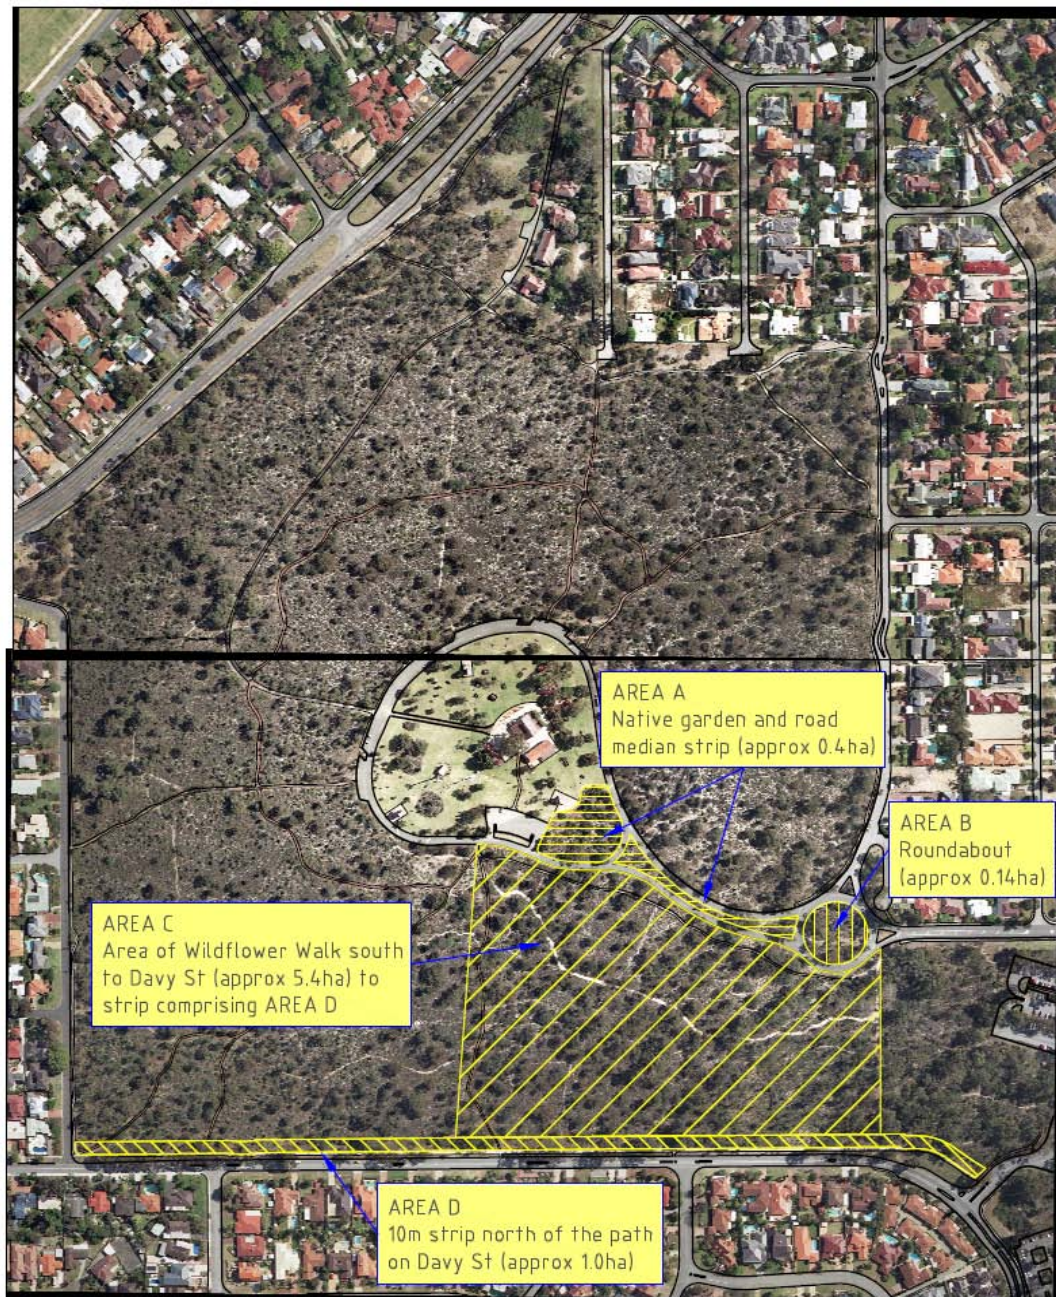 AREA A
Native garden and road
median strip (approx 0.4ha)
AREA B
Roundabout
(approx 0.14ha)
AREA C
Area of Wildflower Walk south
to Davy St (approx 5.4ha) to
strip comprising AREA D
AREA D
10m strip north of the path
on Davy St (approx 1.0ha)